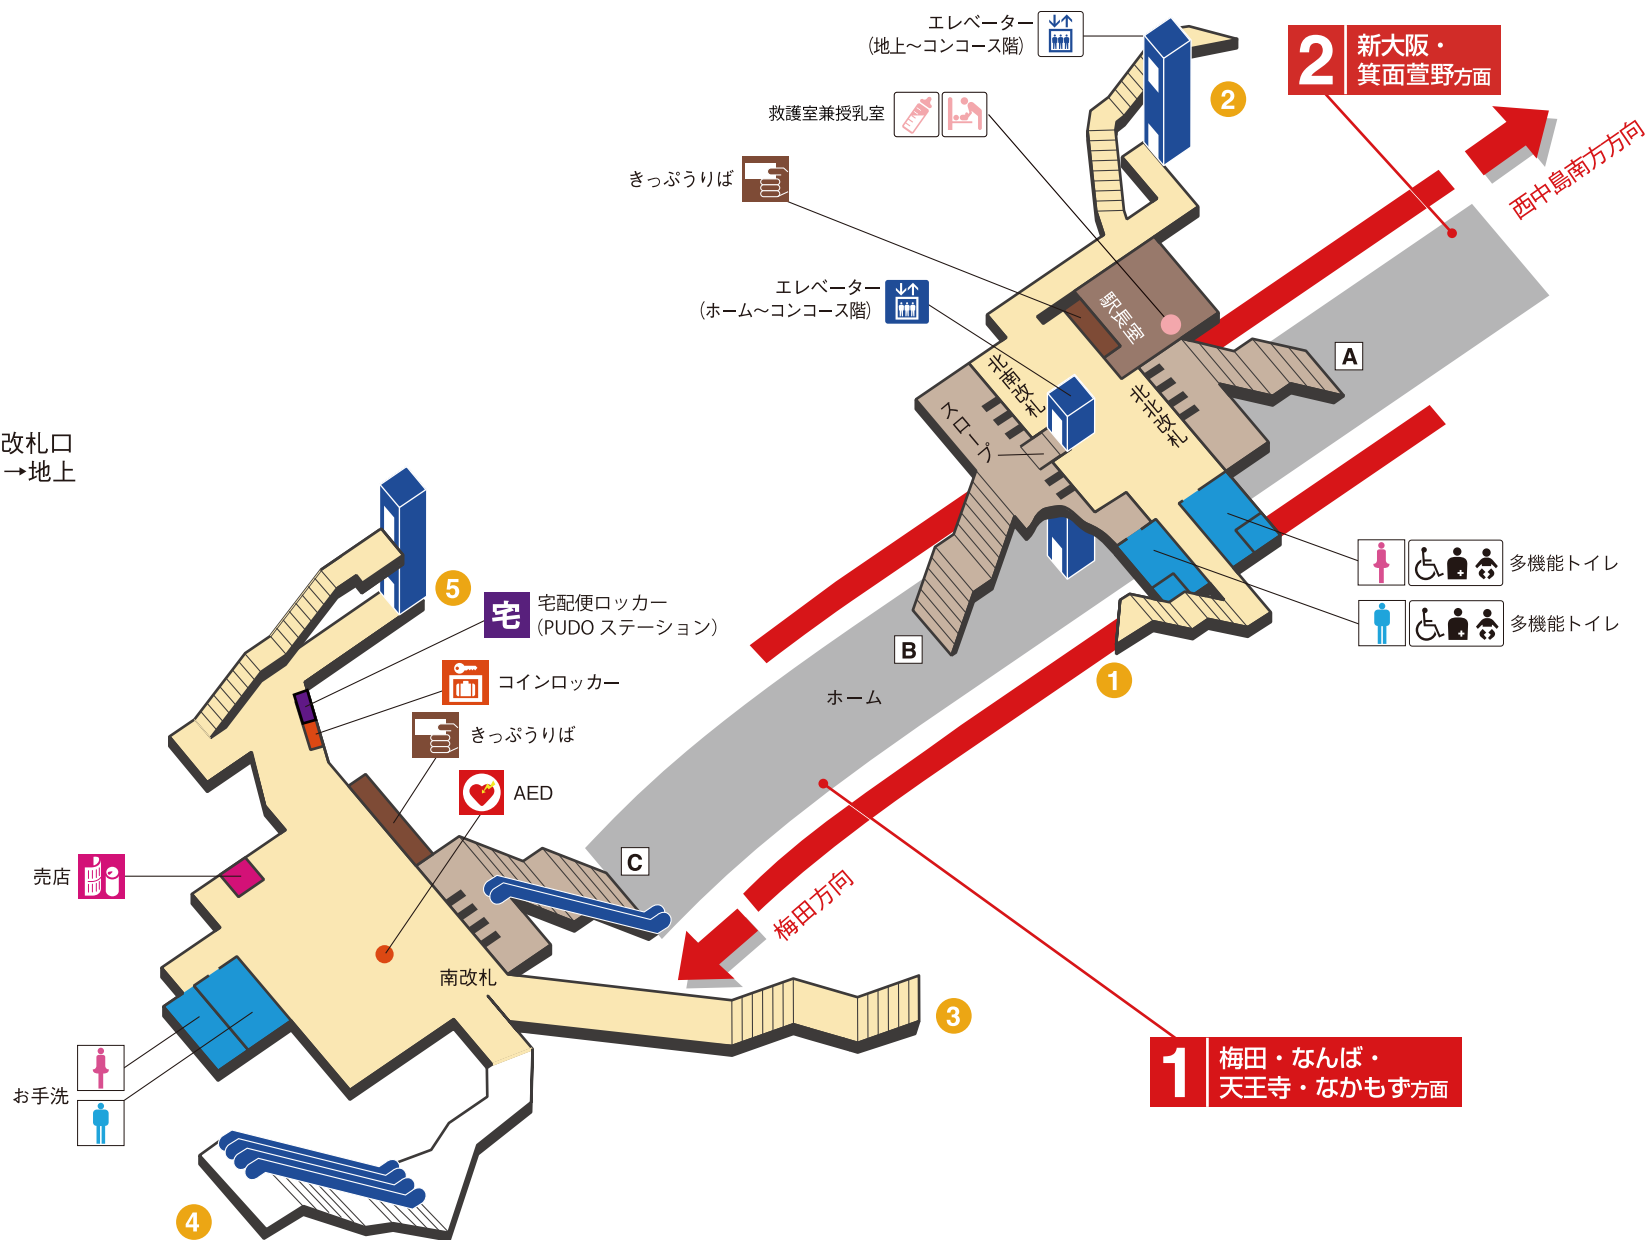 エレベーター
(地上～コンコース階)
2
新大阪・
箕面萱野方面
2
救護室兼授乳室
きっぷうりば
西中島南方方向
エレベーター
(ホーム～コンコース階)
駅長室
北南改札
スロープ
北北改札
A
改札口
→地上
多機能トイレ
多機能トイレ
5
宅
宅配便ロッカー
(PUDO ステーション)
B
1
コインロッカー
ホーム
きっぷうりば
AED
C
売店
梅田方向
南改札
3
1
梅田・なんば・
天王寺・なかもず方面
お手洗
4